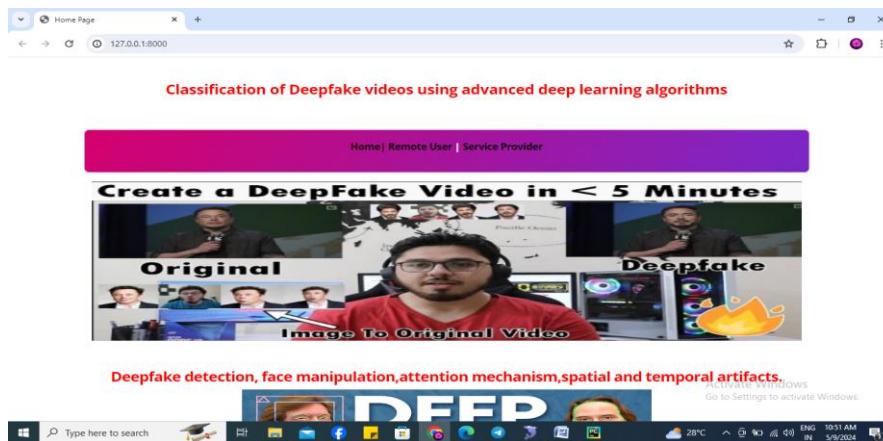 Home Page
127.0.0.1:8000
Classification of Deepfake videos using advanced deep learning algorithms
Home| Remote User | Service Provider
Create a DeepFake Video in < 5 Minutes
Original
Deepfake
Image To Original Video
Deepfake detection, face manipulation,attention mechanism,spatial and temporal artifacts.
Activate Windows
Go to Settings to activate Windows.
DEEP
Type here to search
28°C
ENG
IN
10:51 AM
5/9/2024